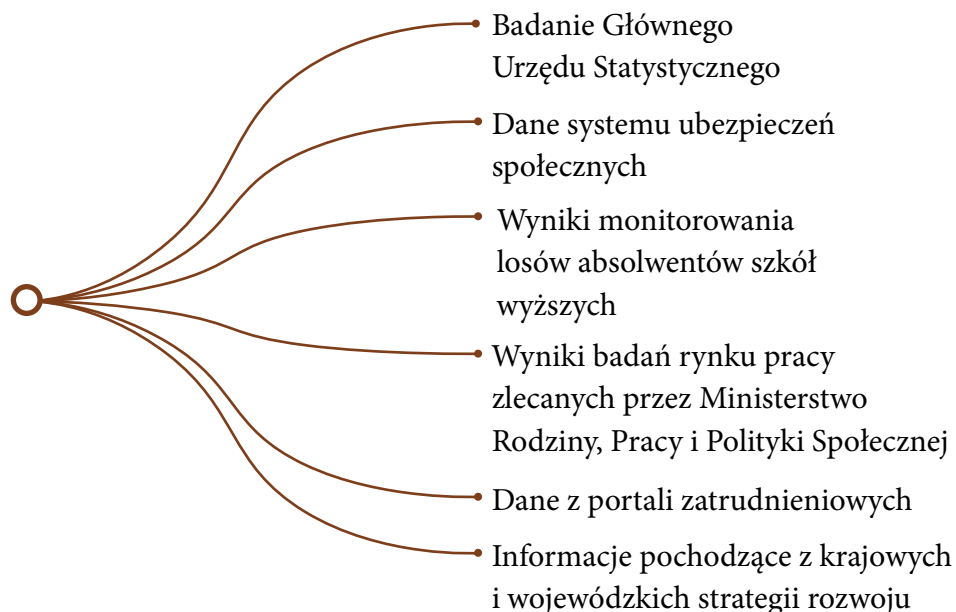 Badanie Głównego
Urzędu Statystycznego
Dane systemu ubezpieczeń
społecznych
Wyniki monitorowania
losów absolwentów szkół
wyższych
Wyniki badań rynku pracy
zlecanych przez Ministerstwo
Rodziny, Pracy i Polityki Społecznej
Dane z portali zatrudnieniowych
Informacje pochodzące z krajowych
i wojewódzkich strategii rozwoju